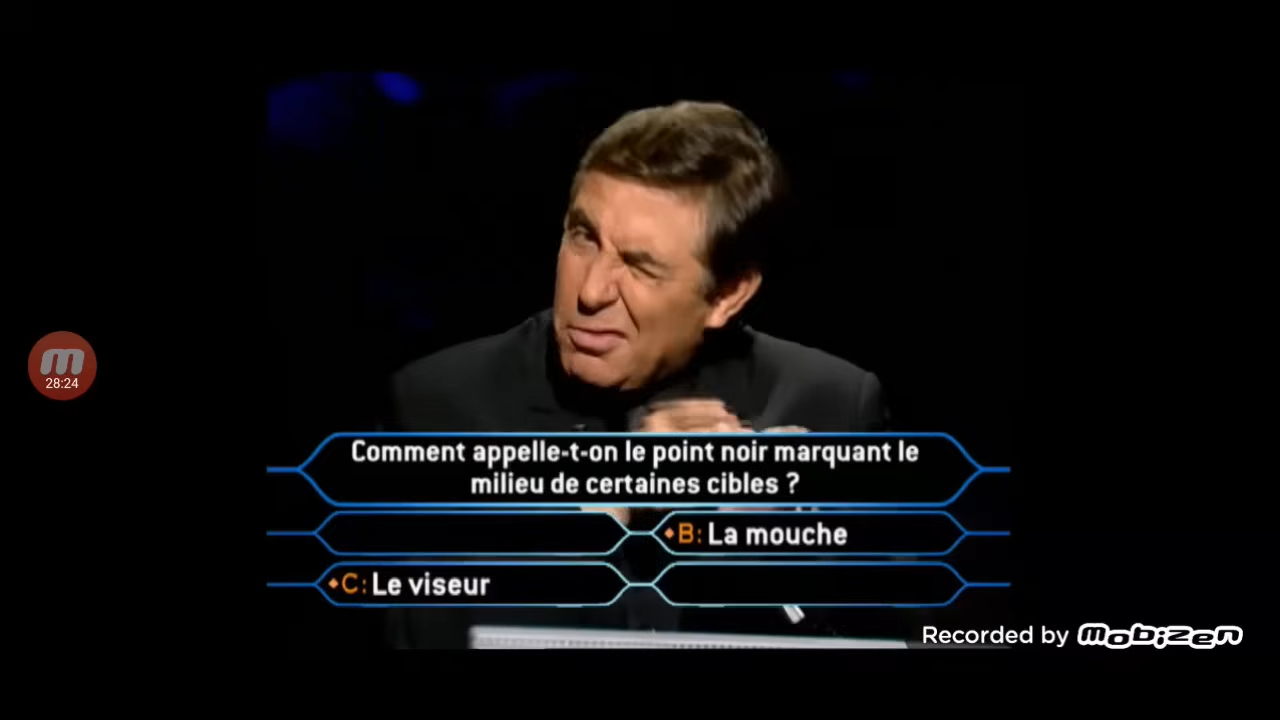 Comment appelle-t-on le point noir marquant le
milieu de certaines cibles ?
B: La mouche
C: Le viseur
28:24
Recorded by mobizen